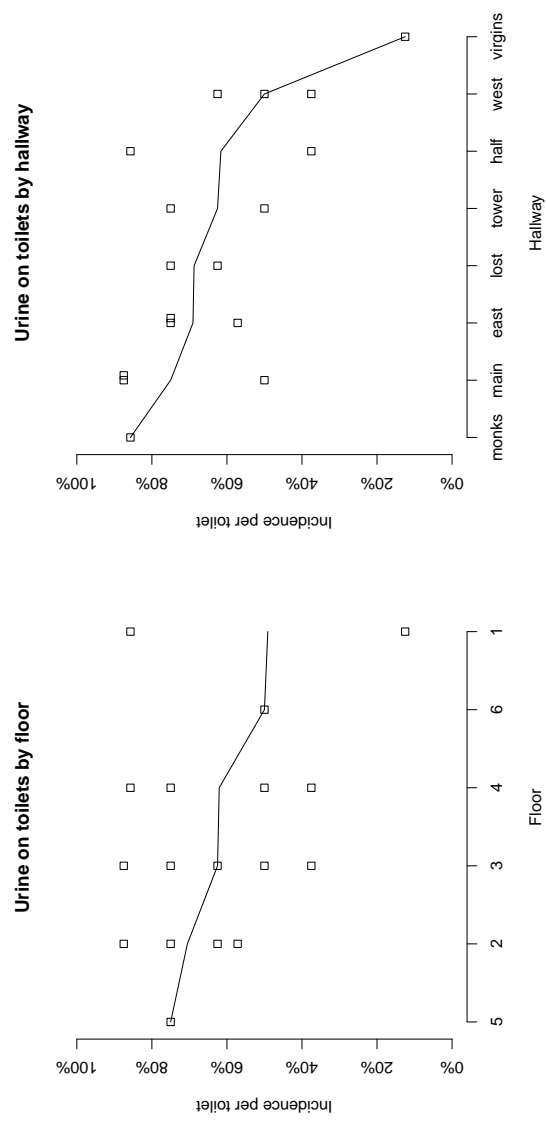 Urine on toilets by floor
Incidence per toilet
100%
80%
60%
40%
20%
0%
5 2 3 4 6 1
Floor
Urine on toilets by hallway
Incidence per toilet
100%
80%
60%
40%
20%
0%
monks main east lost tower half west virgins
Hallway